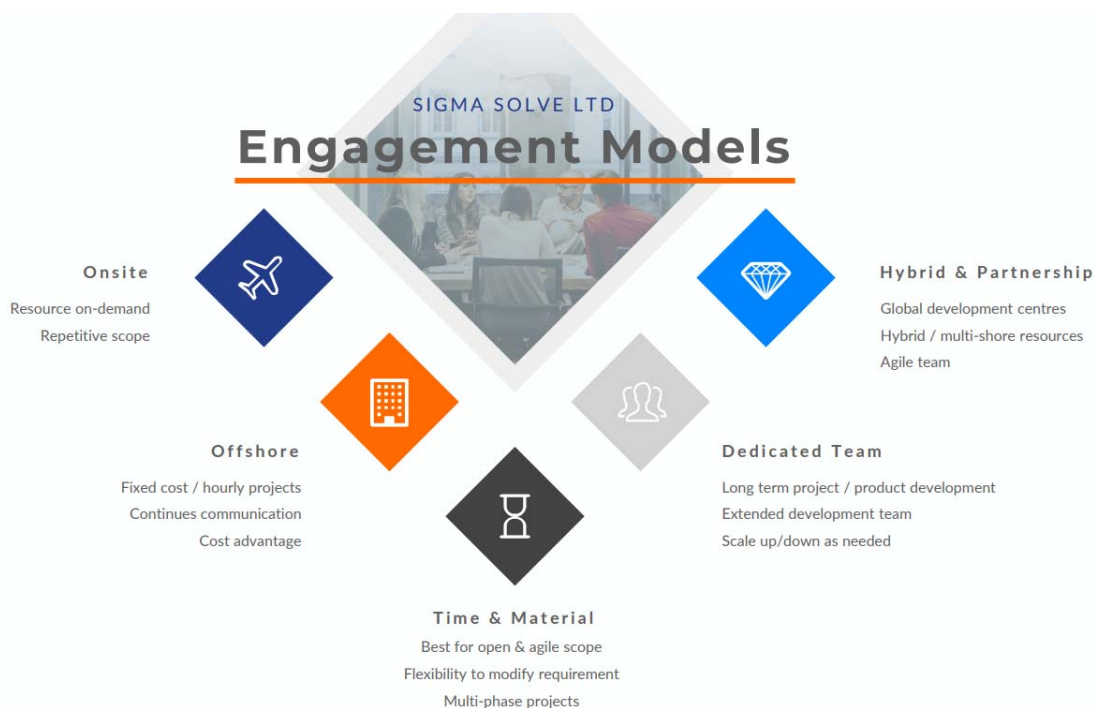 SIGMA SOLVE LTD
Engagement Models
Onsite
Resource on-demand
Repetitive scope
Hybrid & Partnership
Global development centres
Hybrid / multi-shore resources
Agile team
Offshore
Fixed cost / hourly projects
Continues communication
Cost advantage
Dedicated Team
Long term project / product development
Extended development team
Scale up/down as needed
Time & Material
Best for open & agile scope
Flexibility to modify requirement
Multi-phase projects